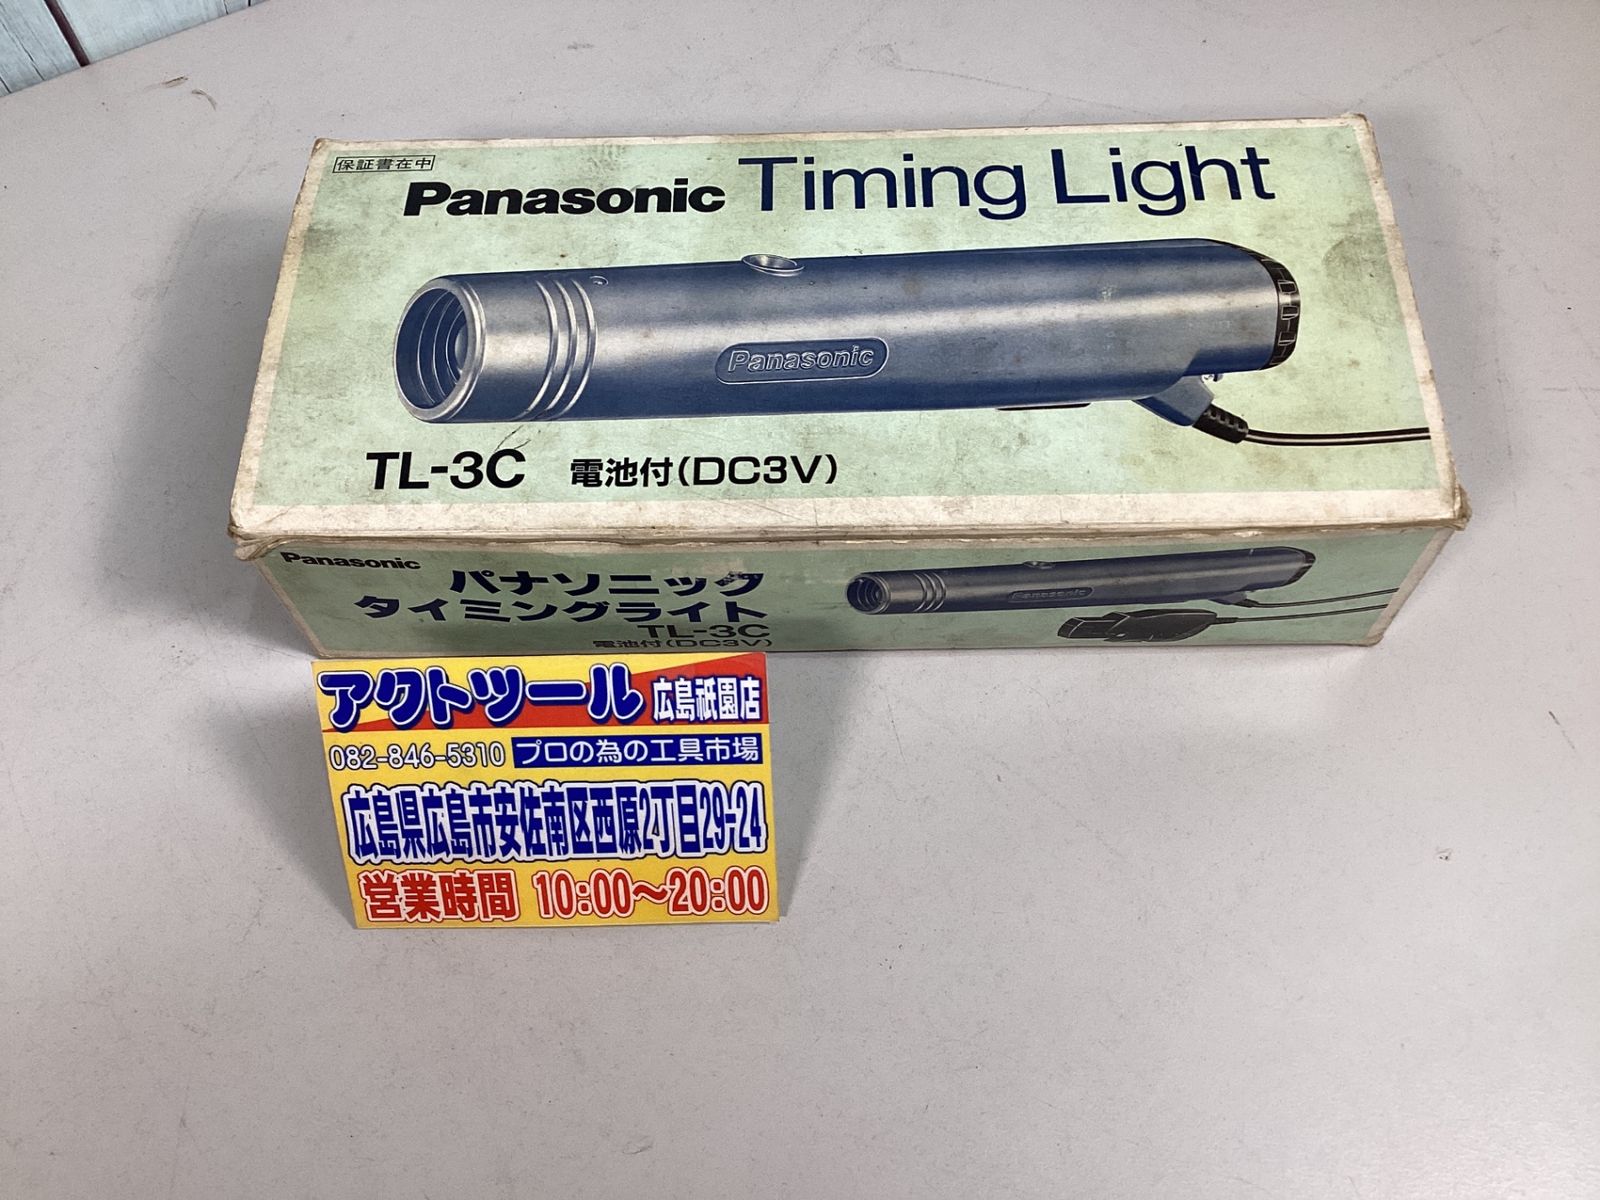 保証書在中
Panasonic Timing Light
Panasonic
TL-3C 電池付(DC3V)
Panasonic
パナソニック
タイミングライト
TL-3C
電池付(DC3V)
Panasonic
アクトツール 広島祇園店
082-846-5310 プロの為の工具市場
広島県広島市安佐南区西原2丁目29-24
営業時間 10:00～20:00